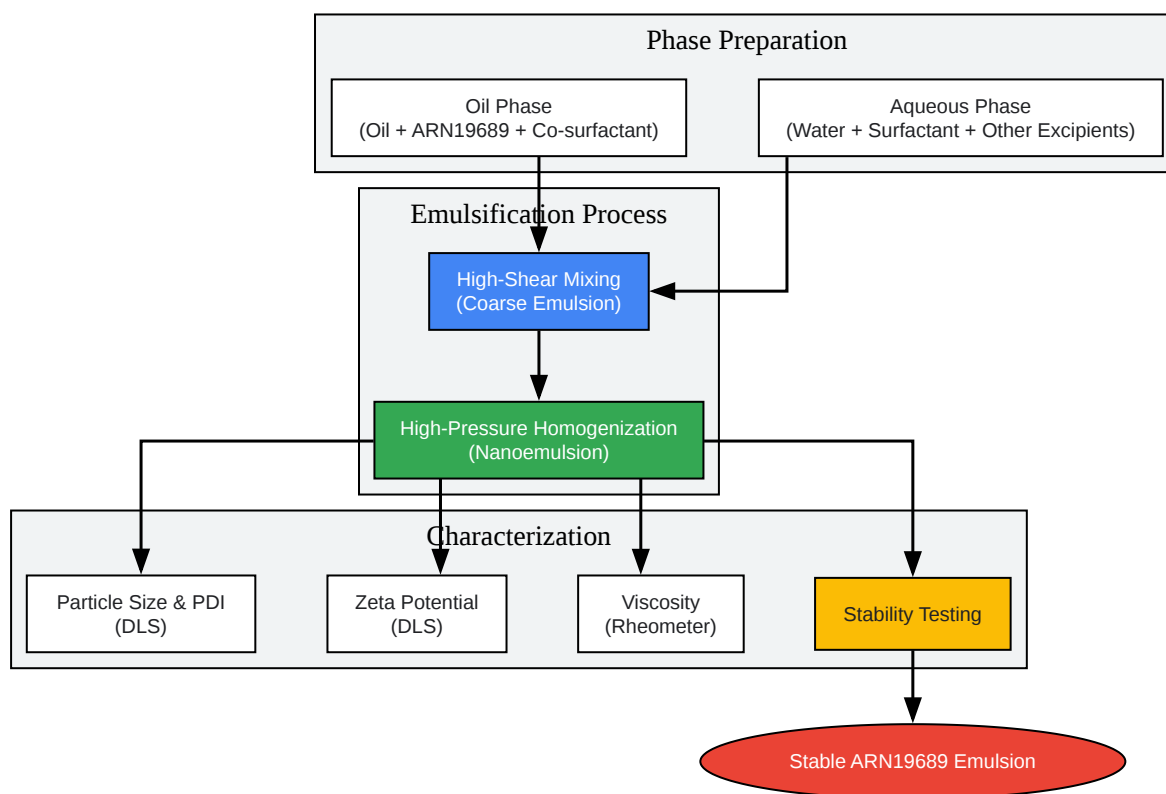 Phase Preparation
Oil Phase
(Oil + ARN19689 + Co-surfactant)
Aqueous Phase
(Water + Surfactant + Other Excipients)
Emulsification Process
High-Shear Mixing
(Coarse Emulsion)
High-Pressure Homogenization
(Nanoemulsion)
Characterization
Particle Size & PDI
(DLS)
Zeta Potential
(DLS)
Viscosity
(Rheometer)
Stability Testing
Stable ARN19689 Emulsion